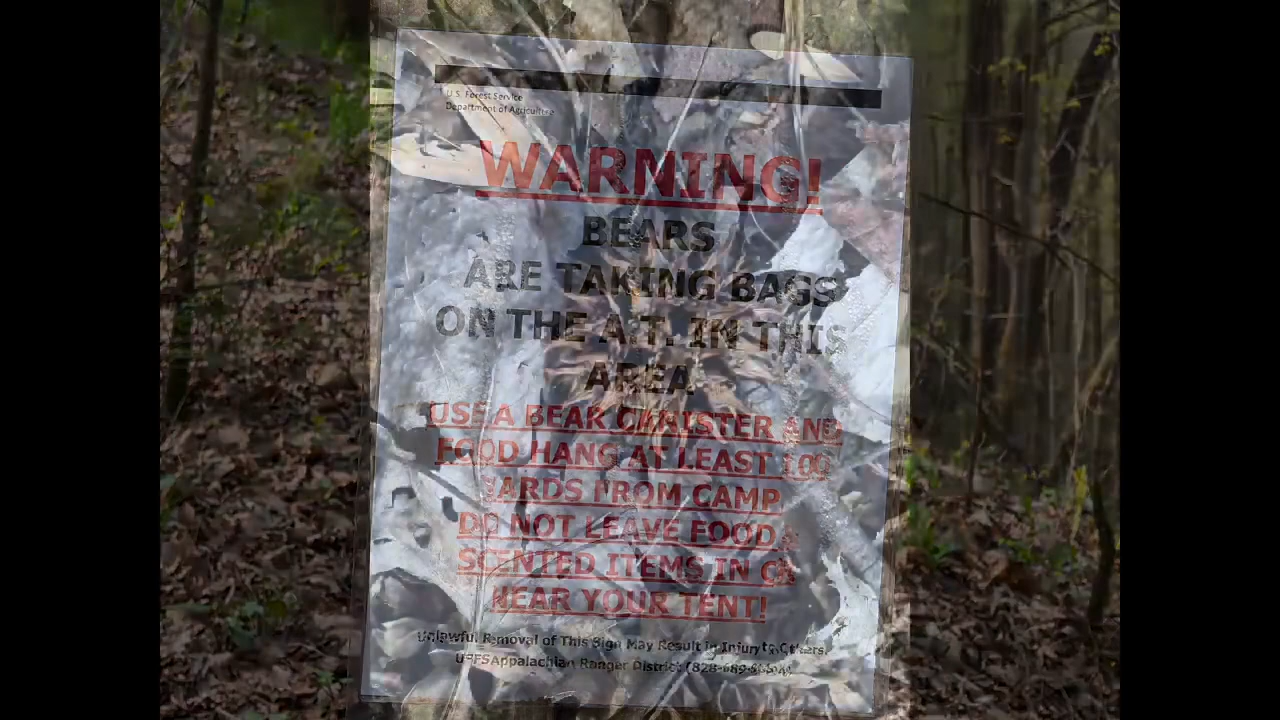 U.S. Forest Service
Department of Agriculture
WARNING!
BEARS
ARE TAKING BAGS
ON THE A.T. IN THIS
AREA
USE A BEAR CANISTER AND
FOOD HANG AT LEAST 100
YARDS FROM CAMP
DO NOT LEAVE FOOD
SCENTED ITEMS IN OR
NEAR YOUR TENT!
Unlawful Removal of This Sign May Result in Injury to Others.
USFS Appalachian Ranger District